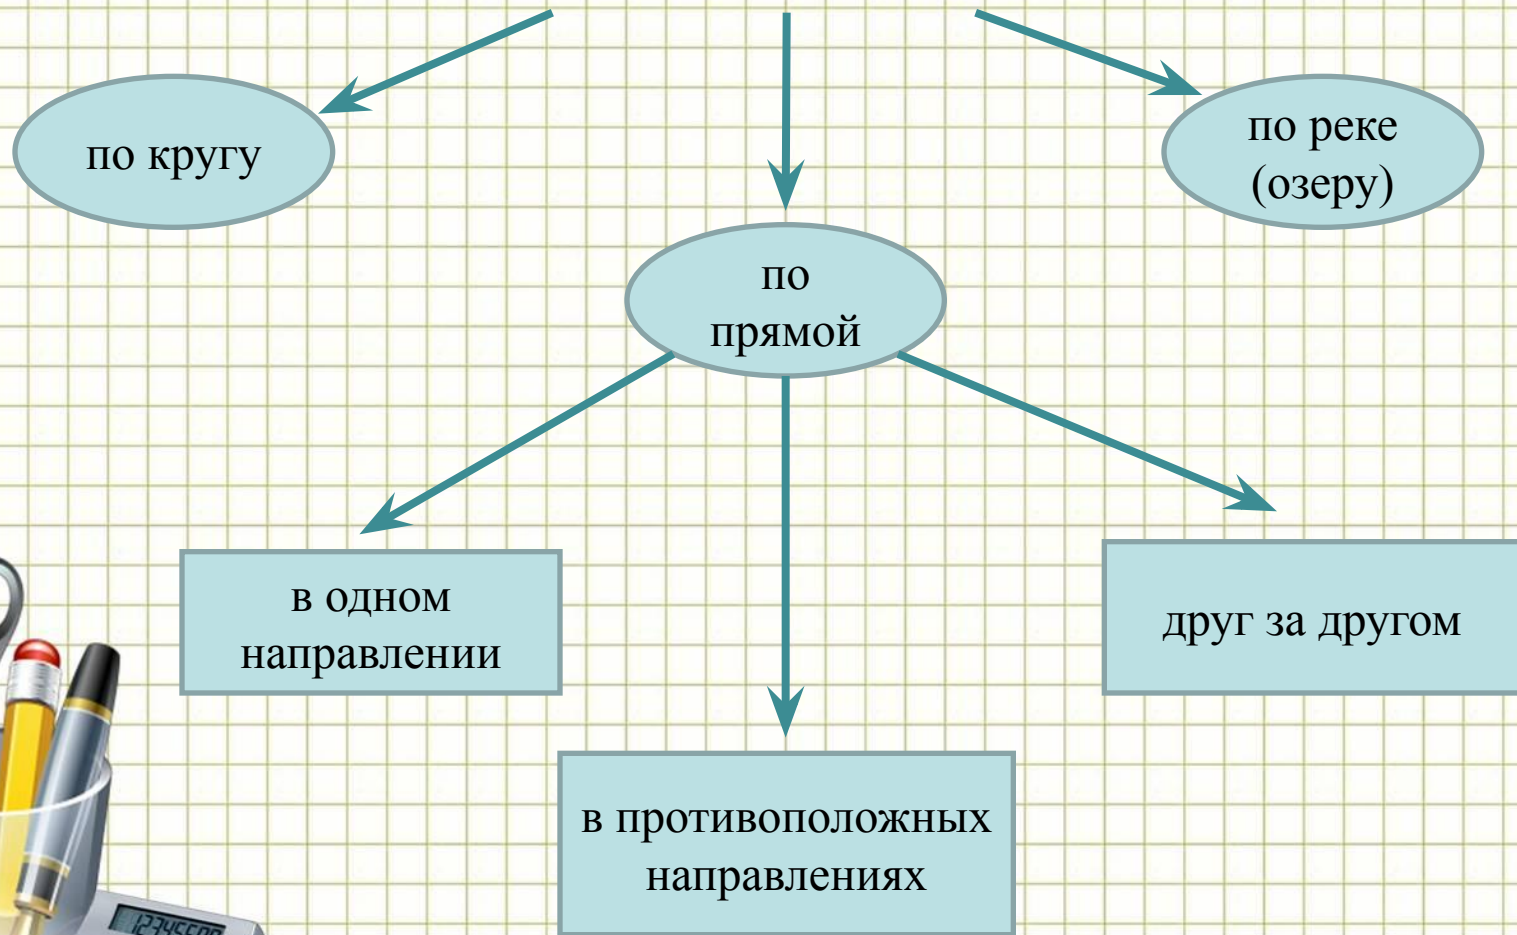 по кругу
по реке
(озеру)
по
прямой
в одном
направлении
друг за другом
в противоположных
направлениях